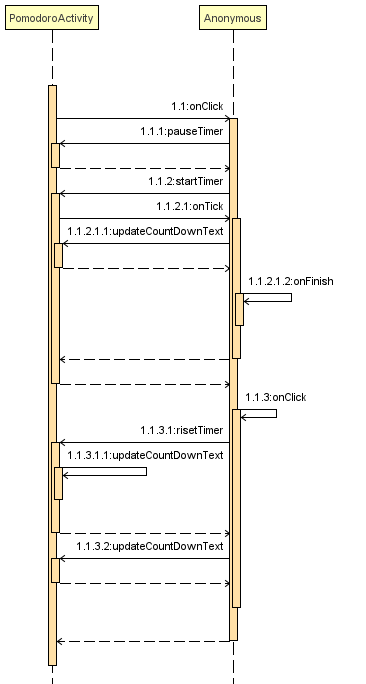 PomodoroActivity
Anonymous
1.1:onClick
1.1.1:pauseTimer
1.1.2:startTimer
1.1.2.1:onTick
1.1.2.1.1:updateCountDownText
1.1.2.1.2:onFinish
1.1.3:onClick
1.1.3.1:risetTimer
1.1.3.1.1:updateCountDownText
1.1.3.2:updateCountDownText